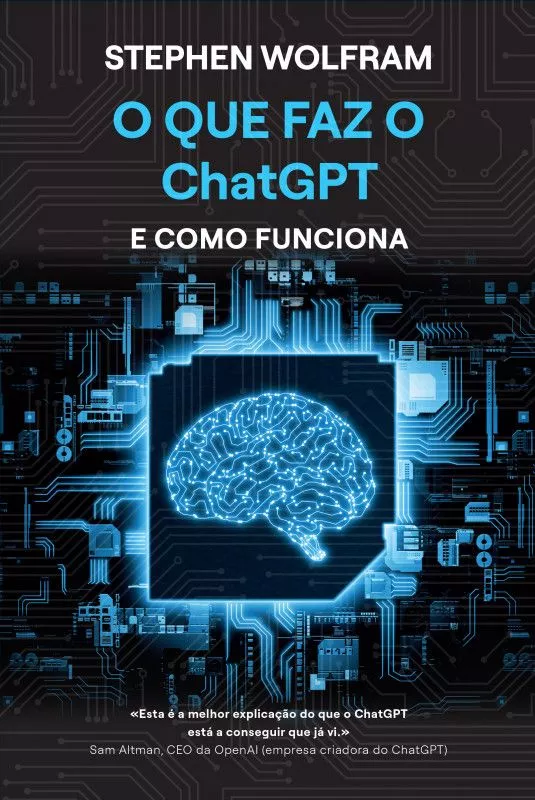 STEPHEN WOLFRAM
O QUE FAZ O
ChatGPT
E COMO FUNCIONA
«Esta é a melhor explicação do que o ChatGPT
está a conseguir que já vi.»
Sam Altman, CEO da OpenAI (empresa criadora do ChatGPT)